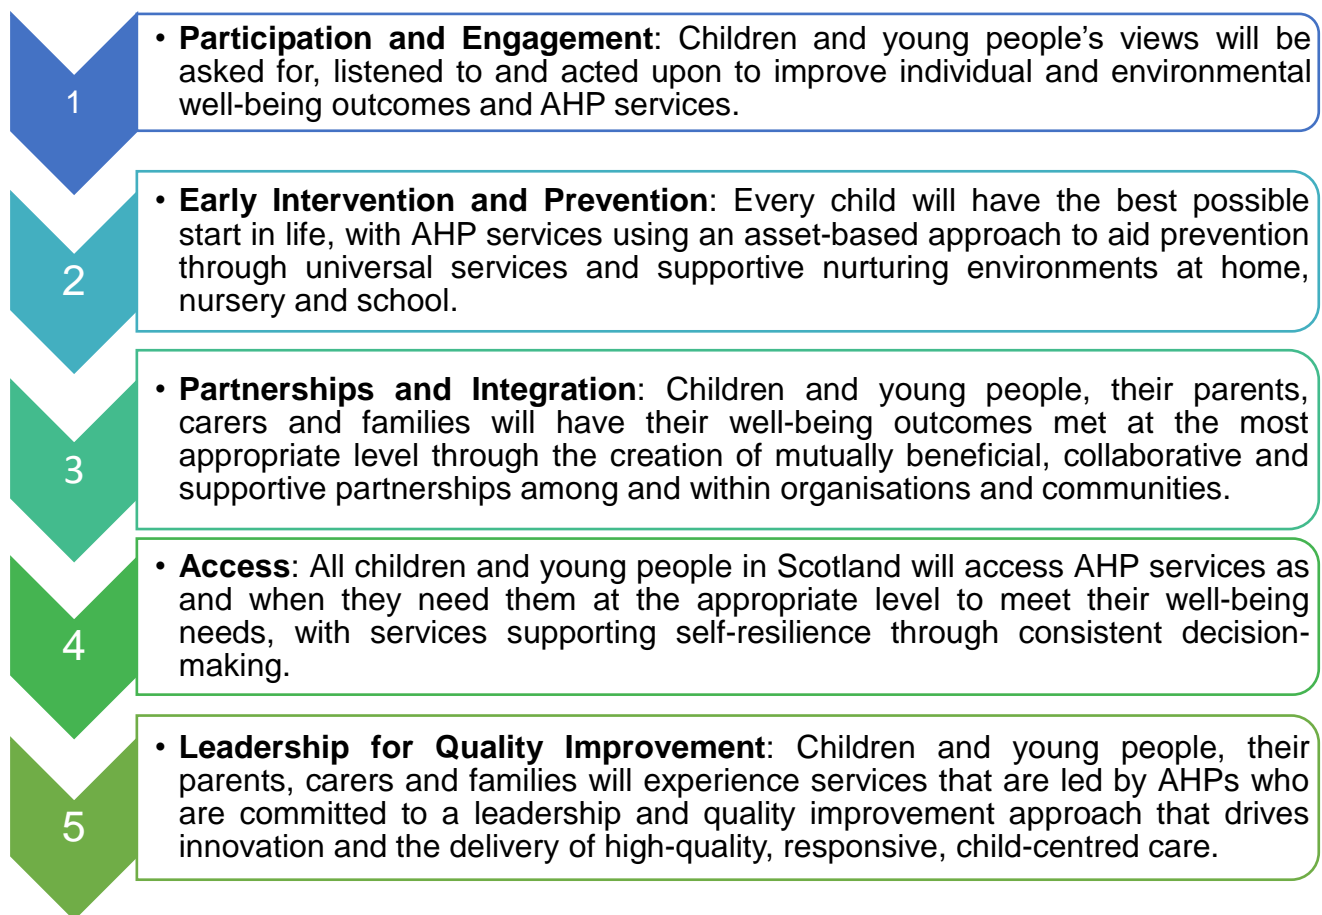 1
• Participation and Engagement: Children and young people’s views will be
asked for, listened to and acted upon to improve individual and environmental
well-being outcomes and AHP services.
2
• Early Intervention and Prevention: Every child will have the best possible
start in life, with AHP services using an asset-based approach to aid prevention
through universal services and supportive nurturing environments at home,
nursery and school.
3
• Partnerships and Integration: Children and young people, their parents,
carers and families will have their well-being outcomes met at the most
appropriate level through the creation of mutually beneficial, collaborative and
supportive partnerships among and within organisations and communities.
4
• Access: All children and young people in Scotland will access AHP services as
and when they need them at the appropriate level to meet their well-being
needs, with services supporting self-resilience through consistent decision-
making.
5
• Leadership for Quality Improvement: Children and young people, their
parents, carers and families will experience services that are led by AHPs who
are committed to a leadership and quality improvement approach that drives
innovation and the delivery of high-quality, responsive, child-centred care.